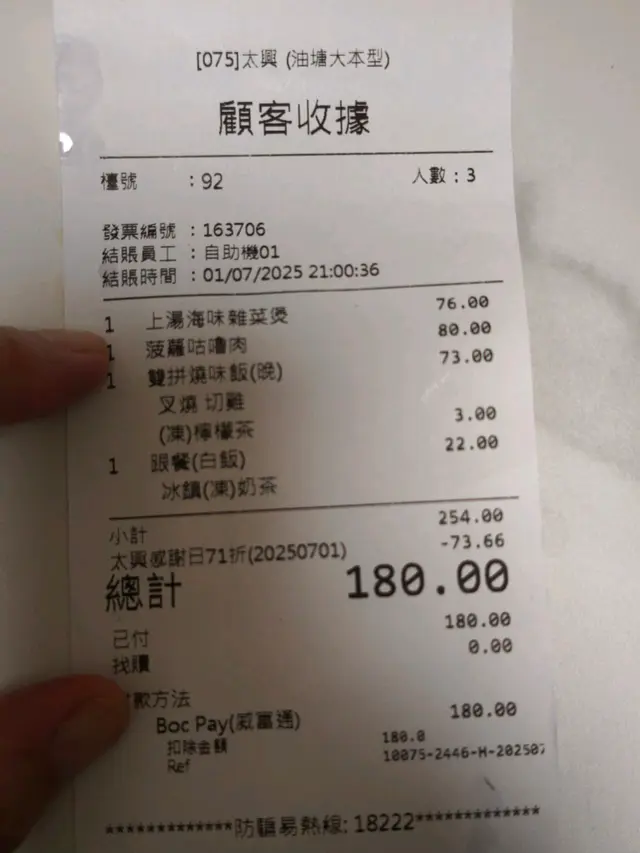 [075]太興 (油塘大本型)
顧客收據
檯號 : 92 人數 : 3
發票編號 : 163706
結賬員工 : 自助機01
結賬時間 : 01/07/2025 21:00:36
1 上湯海味雜菜煲 76.00
1 菠蘿咕嚕肉 80.00
1 雙拼燒味飯(晚) 73.00
叉燒 切雞
(凍)檸檬茶 3.00
1 跟餐(白飯) 22.00
冰鎮(凍)奶茶
小計 254.00
太興感謝日71折(20250701) -73.66
總計 180.00
已付 180.00
找贖 0.00
款方法
Boc Pay(威富通) 180.00
扣除金額 180.0
Ref 10075-2446-H-20250
*************防騙易熱線: 18222*************